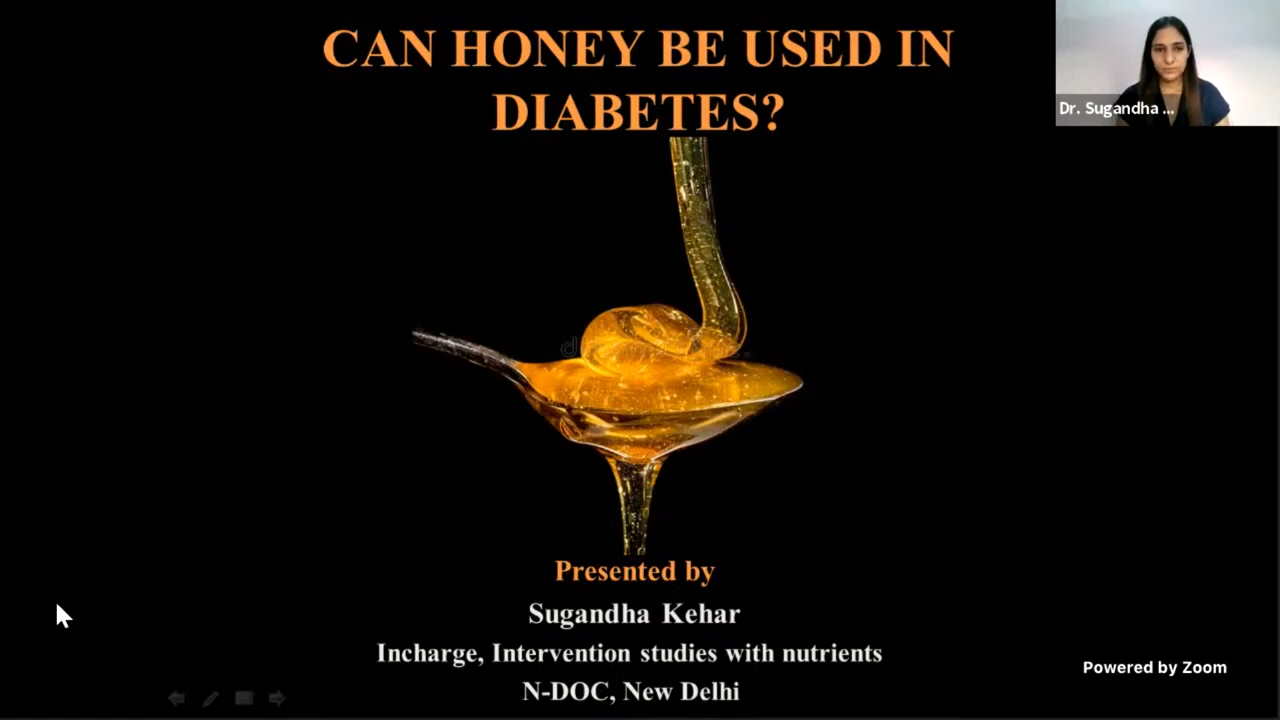 CAN HONEY BE USED IN
DIABETES?
Dr. Sugandha ...
Presented by
Sugandha Kehar
Incharge, Intervention studies with nutrients
N-DOC, New Delhi
Powered by Zoom